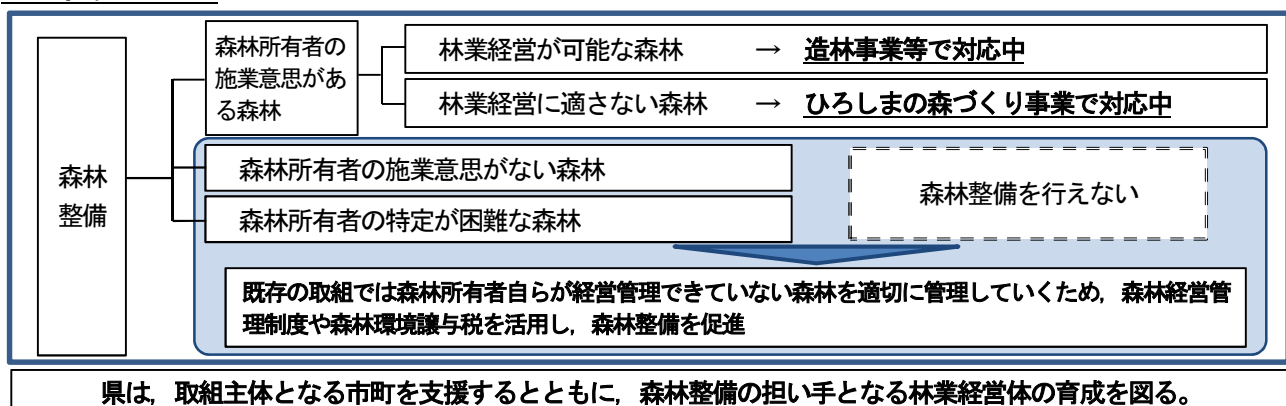 森林
整備
森林所有者の
施業意思があ
る森林
林業経営が可能な森林 → 造林事業等で対応中
林業経営に適さない森林 → ひろしまの森づくり事業で対応中
森林所有者の施業意思がない森林
森林所有者の特定が困難な森林
森林整備を行えない
既存の取組では森林所有者自らが経営管理できていない森林を適切に管理していくため，森林経営管
理制度や森林環境譲与税を活用し，森林整備を促進
県は，取組主体となる市町を支援するとともに，森林整備の担い手となる林業経営体の育成を図る。